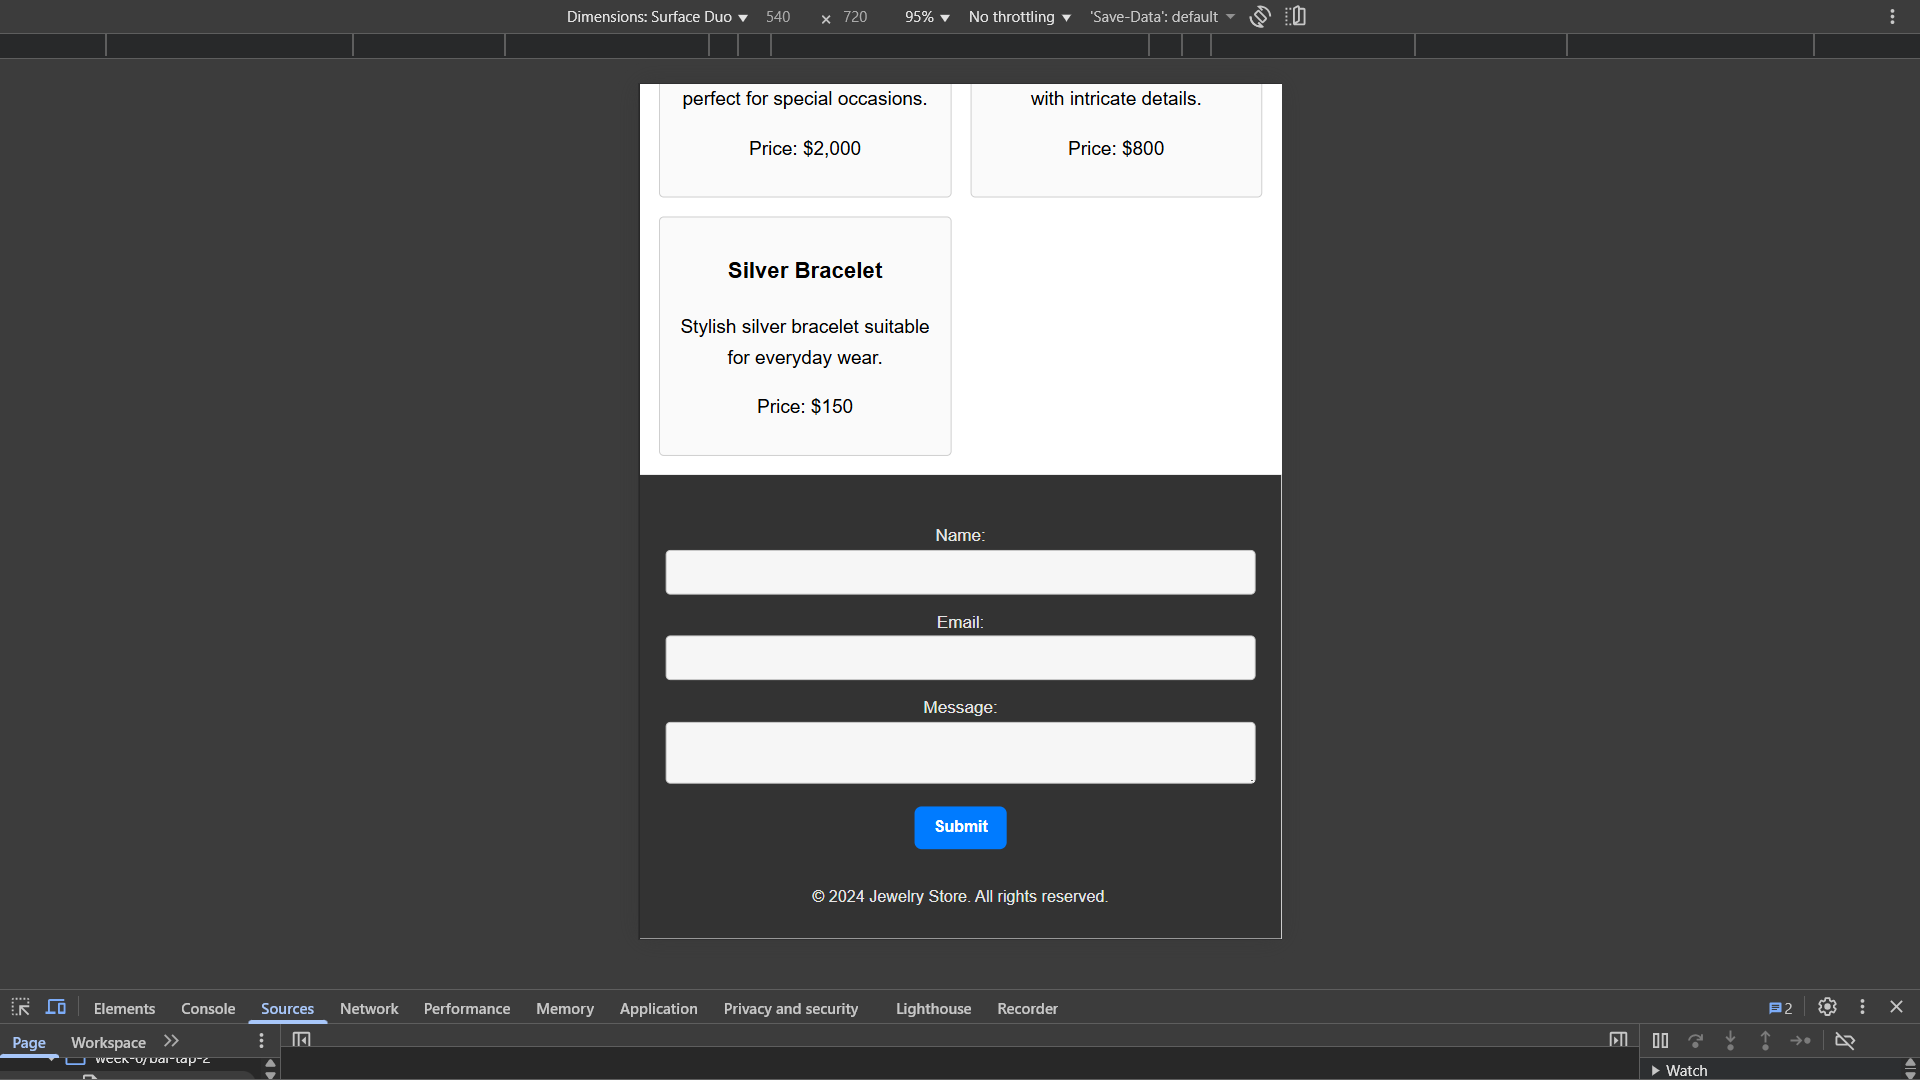 Dimensions: Surface Duo 540 × 720 95% No throttling 'Save-Data': default
perfect for special occasions.
Price: $2,000
with intricate details.
Price: $800
Silver Bracelet
Stylish silver bracelet suitable
for everyday wear.
Price: $150
Name:
Email:
Message:
Submit
© 2024 Jewelry Store. All rights reserved.
Elements Console Sources Network Performance Memory Application Privacy and security Lighthouse Recorder 2
Page Workspace
week-6/bai-tap-2
Watch